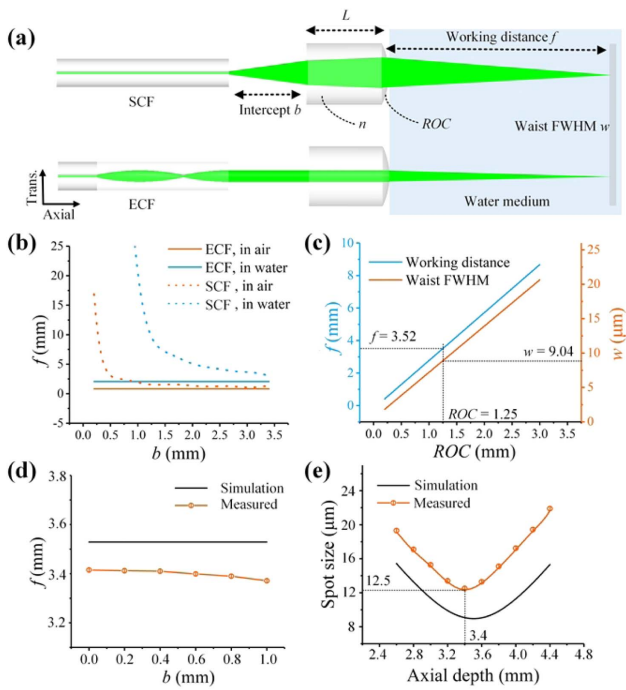 (a)
L
Working distance f
SCF
Intercept b
n
ROC
Waist FWHM w
Trans.
Axial
ECF
Water medium
(b)
25
20
15
10
5
0
-5
f (mm)
ECF, in air
ECF, in water
SCF , in air
SCF , in water
0.0 0.5 1.0 1.5 2.0 2.5 3.0 3.5
b (mm)
(c)
10
8
6
4
2
0
f (mm)
Working distance
Waist FWHM
f = 3.52
w = 9.04
ROC = 1.25
25
20
15
10
5
0
w (μm)
0.0 0.5 1.0 1.5 2.0 2.5 3.0 3.5
ROC (mm)
(d)
3.8
3.6
3.4
3.2
f (mm)
Simulation
Measured
0.0 0.2 0.4 0.6 0.8 1.0
b (mm)
(e)
24
20
16
12
8
Spot size (μm)
Simulation
Measured
12.5
3.4
2.4 3.0 3.6 4.2 4.8
Axial depth (mm)